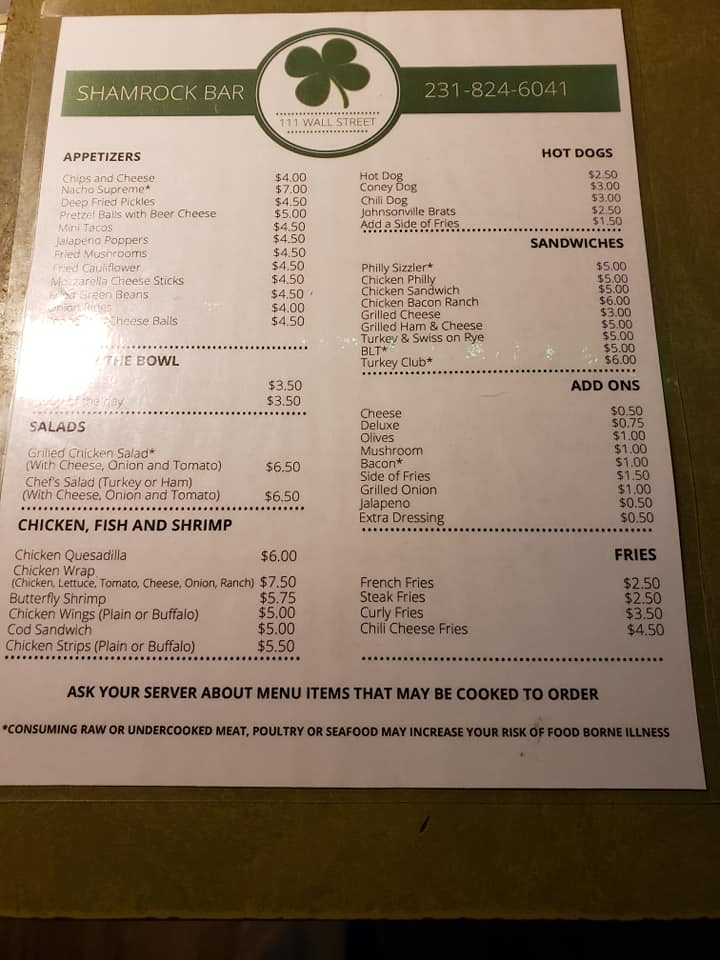 SHAMROCK BAR
111 WALL STREET
231-824-6041
APPETIZERS
Chips and Cheese $4.00
Nacho Supreme* $7.00
Deep Fried Pickles $4.50
Pretzel Balls with Beer Cheese $5.00
Mini Tacos $4.50
Jalapeno Poppers $4.50
Fried Mushrooms $4.50
Fried Cauliflower $4.50
Mozzarella Cheese Sticks $4.50
Fried Green Beans $4.50
Onion Rings $4.00
Cheese Balls $4.50
THE BOWL
$3.50
of the day $3.50
SALADS
Grilled Chicken Salad*
(With Cheese, Onion and Tomato) $6.50
Chef's Salad (Turkey or Ham)
(With Cheese, Onion and Tomato) $6.50
CHICKEN, FISH AND SHRIMP
Chicken Quesadilla $6.00
Chicken Wrap
(Chicken, Lettuce, Tomato, Cheese, Onion, Ranch) $7.50
Butterfly Shrimp $5.75
Chicken Wings (Plain or Buffalo) $5.00
Cod Sandwich $5.00
Chicken Strips (Plain or Buffalo) $5.50
HOT DOGS
Hot Dog $2.50
Coney Dog $3.00
Chili Dog $3.00
Johnsonville Brats $2.50
Add a Side of Fries $1.50
SANDWICHES
Philly Sizzler* $5.00
Chicken Philly $5.00
Chicken Sandwich $5.00
Chicken Bacon Ranch $6.00
Grilled Cheese $3.00
Grilled Ham & Cheese $5.00
Turkey & Swiss on Rye $5.00
BLT* $5.00
Turkey Club* $6.00
ADD ONS
Cheese $0.50
Deluxe $0.75
Olives $1.00
Mushroom $1.00
Bacon* $1.00
Side of Fries $1.50
Grilled Onion $1.00
Jalapeno $0.50
Extra Dressing $0.50
FRIES
French Fries $2.50
Steak Fries $2.50
Curly Fries $3.50
Chili Cheese Fries $4.50
ASK YOUR SERVER ABOUT MENU ITEMS THAT MAY BE COOKED TO ORDER
*CONSUMING RAW OR UNDERCOOKED MEAT, POULTRY OR SEAFOOD MAY INCREASE YOUR RISK OF FOOD BORNE ILLNESS